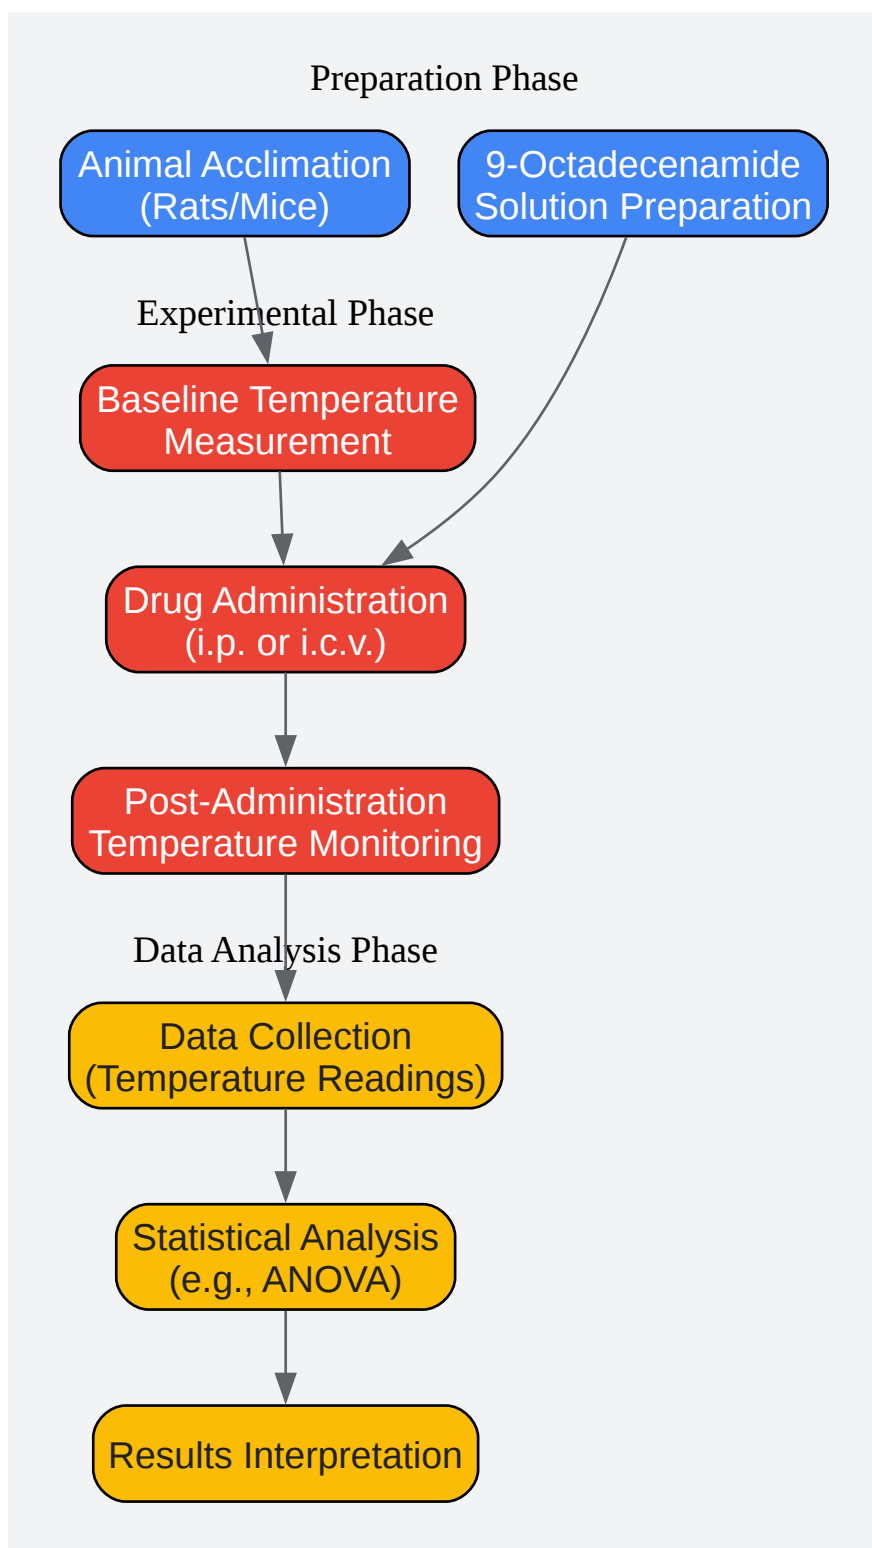 Preparation Phase
Animal Acclimation
(Rats/Mice)
9-Octadecenamide
Solution Preparation
Experimental Phase
Baseline Temperature
Measurement
Drug Administration
(i.p. or i.c.v.)
Post-Administration
Temperature Monitoring
Data Analysis Phase
Data Collection
(Temperature Readings)
Statistical Analysis
(e.g., ANOVA)
Results Interpretation